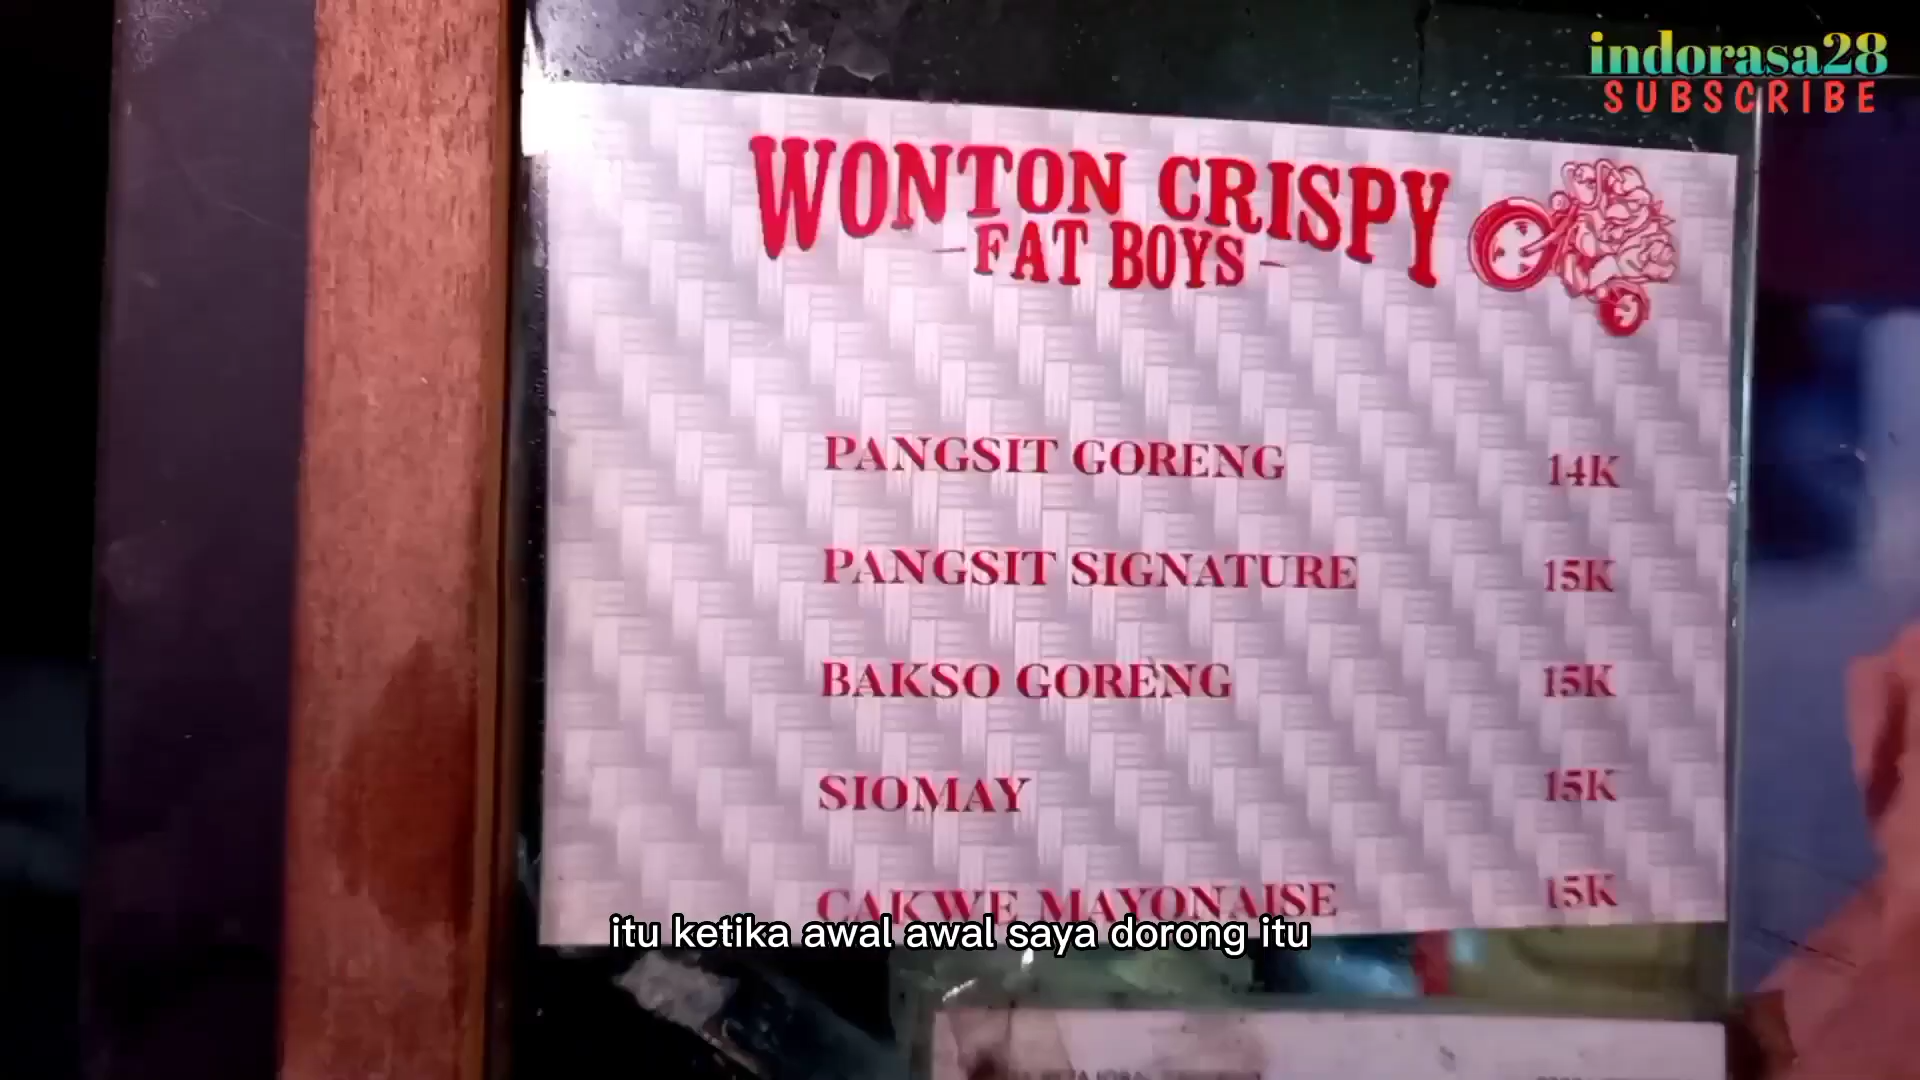 indorasa28
SUBSCRIBE
WONTON CRISPY
-FAT BOYS-
PANGSIT GORENG 14K
PANGSIT SIGNATURE 15K
BAKSO GORENG 15K
SIOMAY 15K
CAKWE MAYONAISE 15K
itu ketika awal awal saya dorong itu